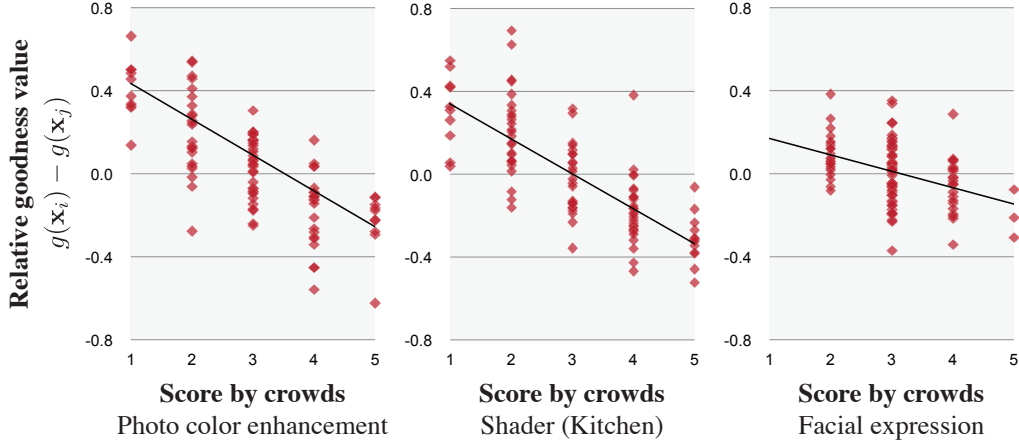 Relative goodness value
g(x_i) − g(x_j)
0.8
0.4
0.0
-0.4
-0.8
1 2 3 4 5
Score by crowds
Photo color enhancement
0.8
0.4
0.0
-0.4
-0.8
1 2 3 4 5
Score by crowds
Shader (Kitchen)
0.8
0.4
0.0
-0.4
-0.8
1 2 3 4 5
Score by crowds
Facial expression